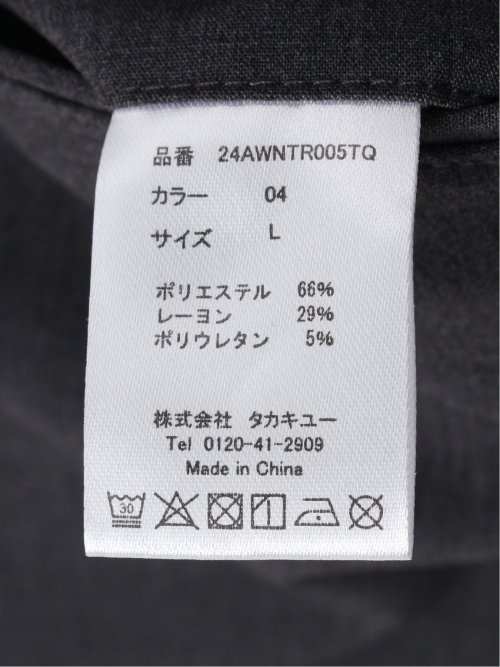 品番 24AWNTR005TQ
カラー 04
サイズ L
ポリエステル 66%
レーヨン 29%
ポリウレタン 5%
株式会社 タカキユー
Tel 0120-41-2909
Made in China
30